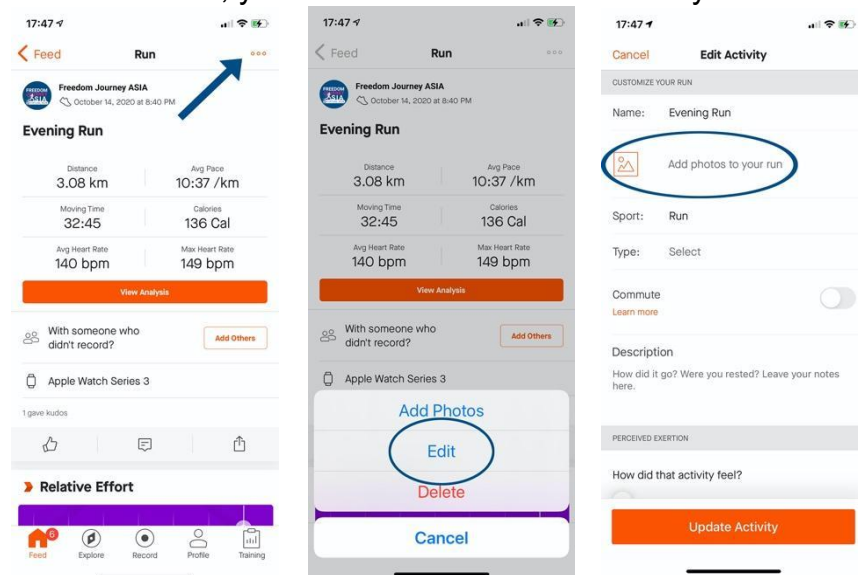 17:47
Feed
Run
Freedom Journey ASIA
October 14, 2020 at 8:40 PM
Evening Run
Distance
Avg Pace
3.08 km
10:37 /km
Moving Time
Calories
32:45
136 Cal
Avg Heart Rate
Max Heart Rate
140 bpm
149 bpm
View Analysis
With someone who
didn't record?
Add Others
Apple Watch Series 3
1 gave kudos
Relative Effort
6
Feed
Explore
Record
Profile
Training
17:47
Feed
Run
Freedom Journey ASIA
October 14, 2020 at 8:40 PM
Evening Run
Distance
Avg Pace
3.08 km
10:37 /km
Moving Time
Calories
32:45
136 Cal
Avg Heart Rate
Max Heart Rate
140 bpm
149 bpm
View Analysis
With someone who
didn't record?
Add Others
Apple Watch Series 3
Add Photos
Edit
Delete
Cancel
17:47
Cancel
Edit Activity
CUSTOMIZE YOUR RUN
Name: Evening Run
Add photos to your run
Sport: Run
Type: Select
Commute
Learn more
Description
How did it go? Were you rested? Leave your notes
here.
PERCEIVED EXERTION
How did that activity feel?
Update Activity